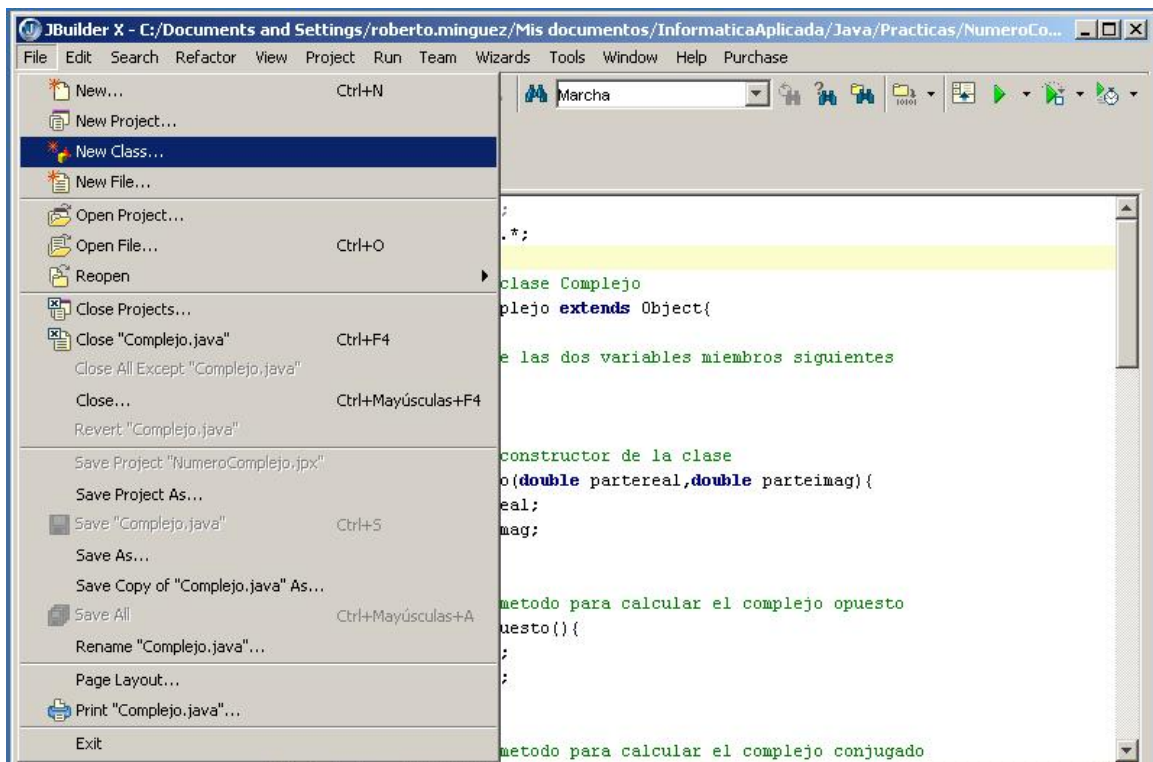 JBuilder X - C:/Documents and Settings/roberto.minguez/Mis documentos/InformaticaAplicada/Java/Practicas/NumeroCo...
File Edit Search Refactor View Project Run Team Wizards Tools Window Help Purchase
New... Ctrl+N
Marcha
New Project...
New Class...
New File...
Open Project...
Open File... Ctrl+O
Reopen
Close Projects...
Close "Complejo.java" Ctrl+F4
Close All Except "Complejo.java"
Close... Ctrl+Mayúsculas+F4
Revert "Complejo.java"
Save Project "NumeroComplejo.jpx"
Save Project As...
Save "Complejo.java" Ctrl+S
Save As...
Save Copy of "Complejo.java" As...
Save All Ctrl+Mayúsculas+A
Rename "Complejo.java"...
Page Layout...
Print "Complejo.java"...
Exit
;
.*;
clase Complejo
plejo extends Object{
e las dos variables miembros siguientes
constructor de la clase
o(double partereal,double parteimag){
eal;
mag;
metodo para calcular el complejo opuesto
uesto(){
;
;
metodo para calcular el complejo conjugado